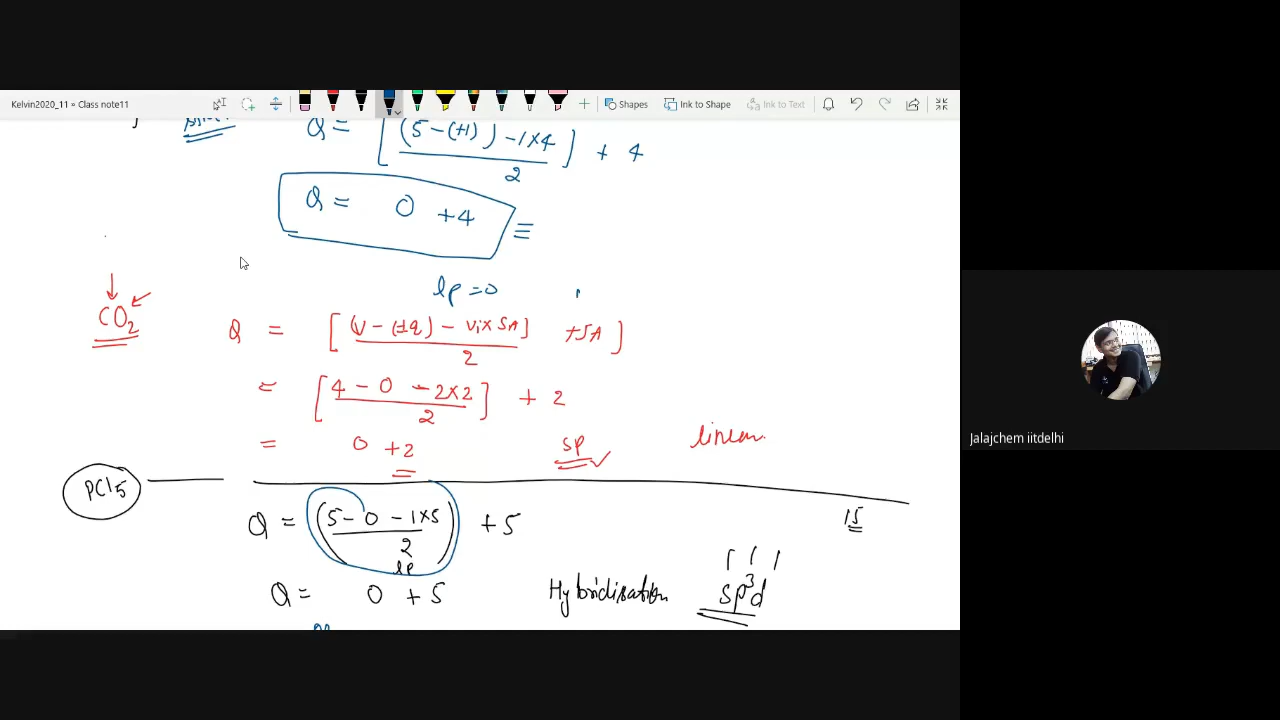 Kelvin2020_11 » Class note11
Shapes Ink to Shape Ink to Text
Q = [ (5 - (+1)) - 1×4 / 2 ] + 4
Q = 0 + 4
lp = 0
CO2 Q = [ (V - (±q) - Vi × SA) / 2 + SA ]
= [ 4 - 0 - 2×2 / 2 ] + 2
= 0 + 2 sp ✓ linear.
PCl5
Q = ( 5 - 0 - 1×5 / 2 ) + 5 15
lp
Q = 0 + 5 Hybridisation sp3d
Jalajchem iitdelhi